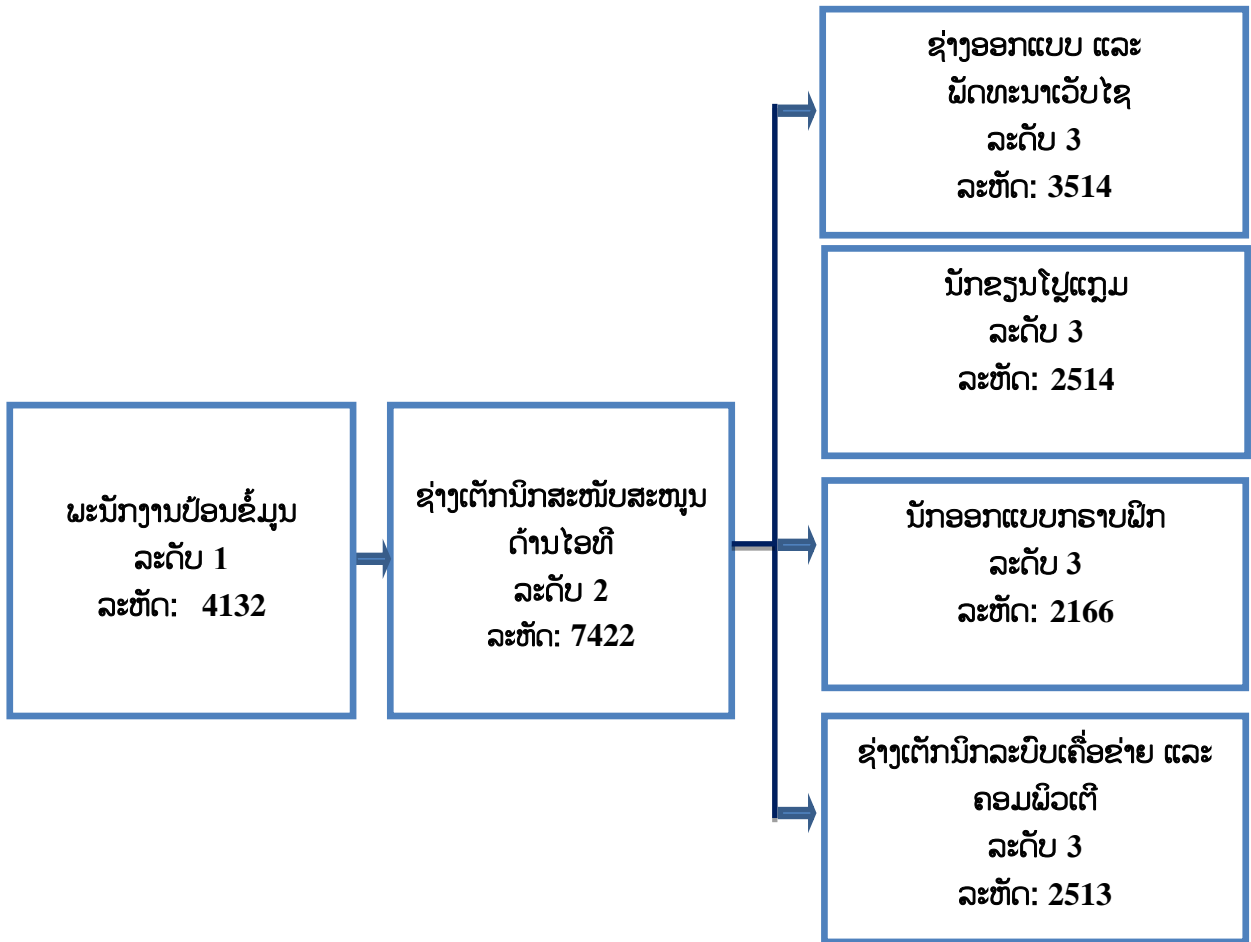 ຊ່າງອອກແບບ ແລະ
ພັດທະນາເວັບໄຊ
ລະດັບ 3
ລະຫັດ: 3514
ນັກຂຽນໂປຼແກຼມ
ລະດັບ 3
ລະຫັດ: 2514
ພະນັກງານປ້ອນຂໍ້ມູນ
ລະດັບ 1
ລະຫັດ: 4132
ຊ່າງເຕັກນິກສະໜັບສະໜູນ
ດ້ານໄອທີ
ລະດັບ 2
ລະຫັດ: 7422
ນັກອອກແບບກຣາບຟິກ
ລະດັບ 3
ລະຫັດ: 2166
ຊ່າງເຕັກນິກລະບົບເຄື່ອຂ່າຍ ແລະ
ຄອມພິວເຕີ
ລະດັບ 3
ລະຫັດ: 2513